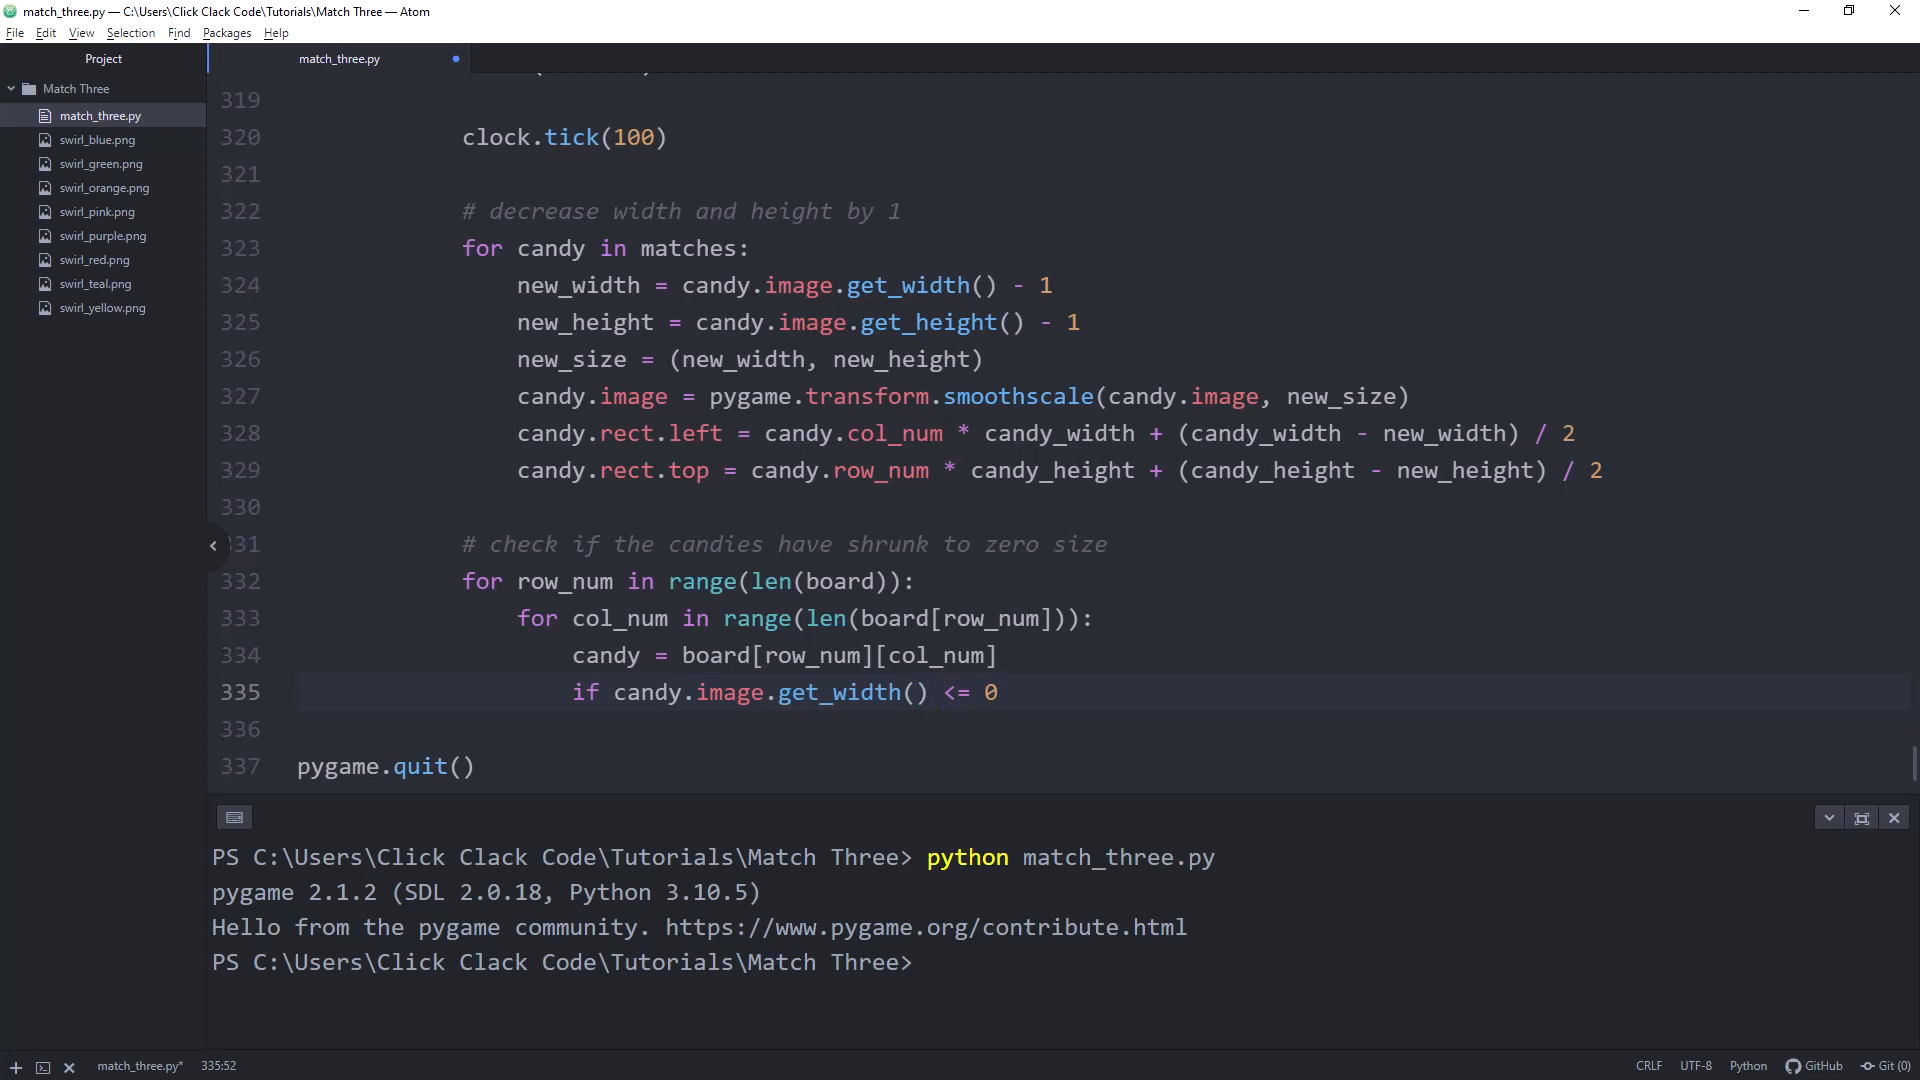 match_three.py — C:\Users\Click Clack Code\Tutorials\Match Three — Atom
File Edit View Selection Find Packages Help
Project
Match Three
match_three.py
swirl_blue.png
swirl_green.png
swirl_orange.png
swirl_pink.png
swirl_purple.png
swirl_red.png
swirl_teal.png
swirl_yellow.png
match_three.py
319
320 clock.tick(100)
321
322 # decrease width and height by 1
323 for candy in matches:
324 new_width = candy.image.get_width() - 1
325 new_height = candy.image.get_height() - 1
326 new_size = (new_width, new_height)
327 candy.image = pygame.transform.smoothscale(candy.image, new_size)
328 candy.rect.left = candy.col_num * candy_width + (candy_width - new_width) / 2
329 candy.rect.top = candy.row_num * candy_height + (candy_height - new_height) / 2
330
331 # check if the candies have shrunk to zero size
332 for row_num in range(len(board)):
333 for col_num in range(len(board[row_num])):
334 candy = board[row_num][col_num]
335 if candy.image.get_width() <= 0
336
337 pygame.quit()
PS C:\Users\Click Clack Code\Tutorials\Match Three> python match_three.py
pygame 2.1.2 (SDL 2.0.18, Python 3.10.5)
Hello from the pygame community. https://www.pygame.org/contribute.html
PS C:\Users\Click Clack Code\Tutorials\Match Three>
match_three.py* 335:52 CRLF UTF-8 Python GitHub Git (0)